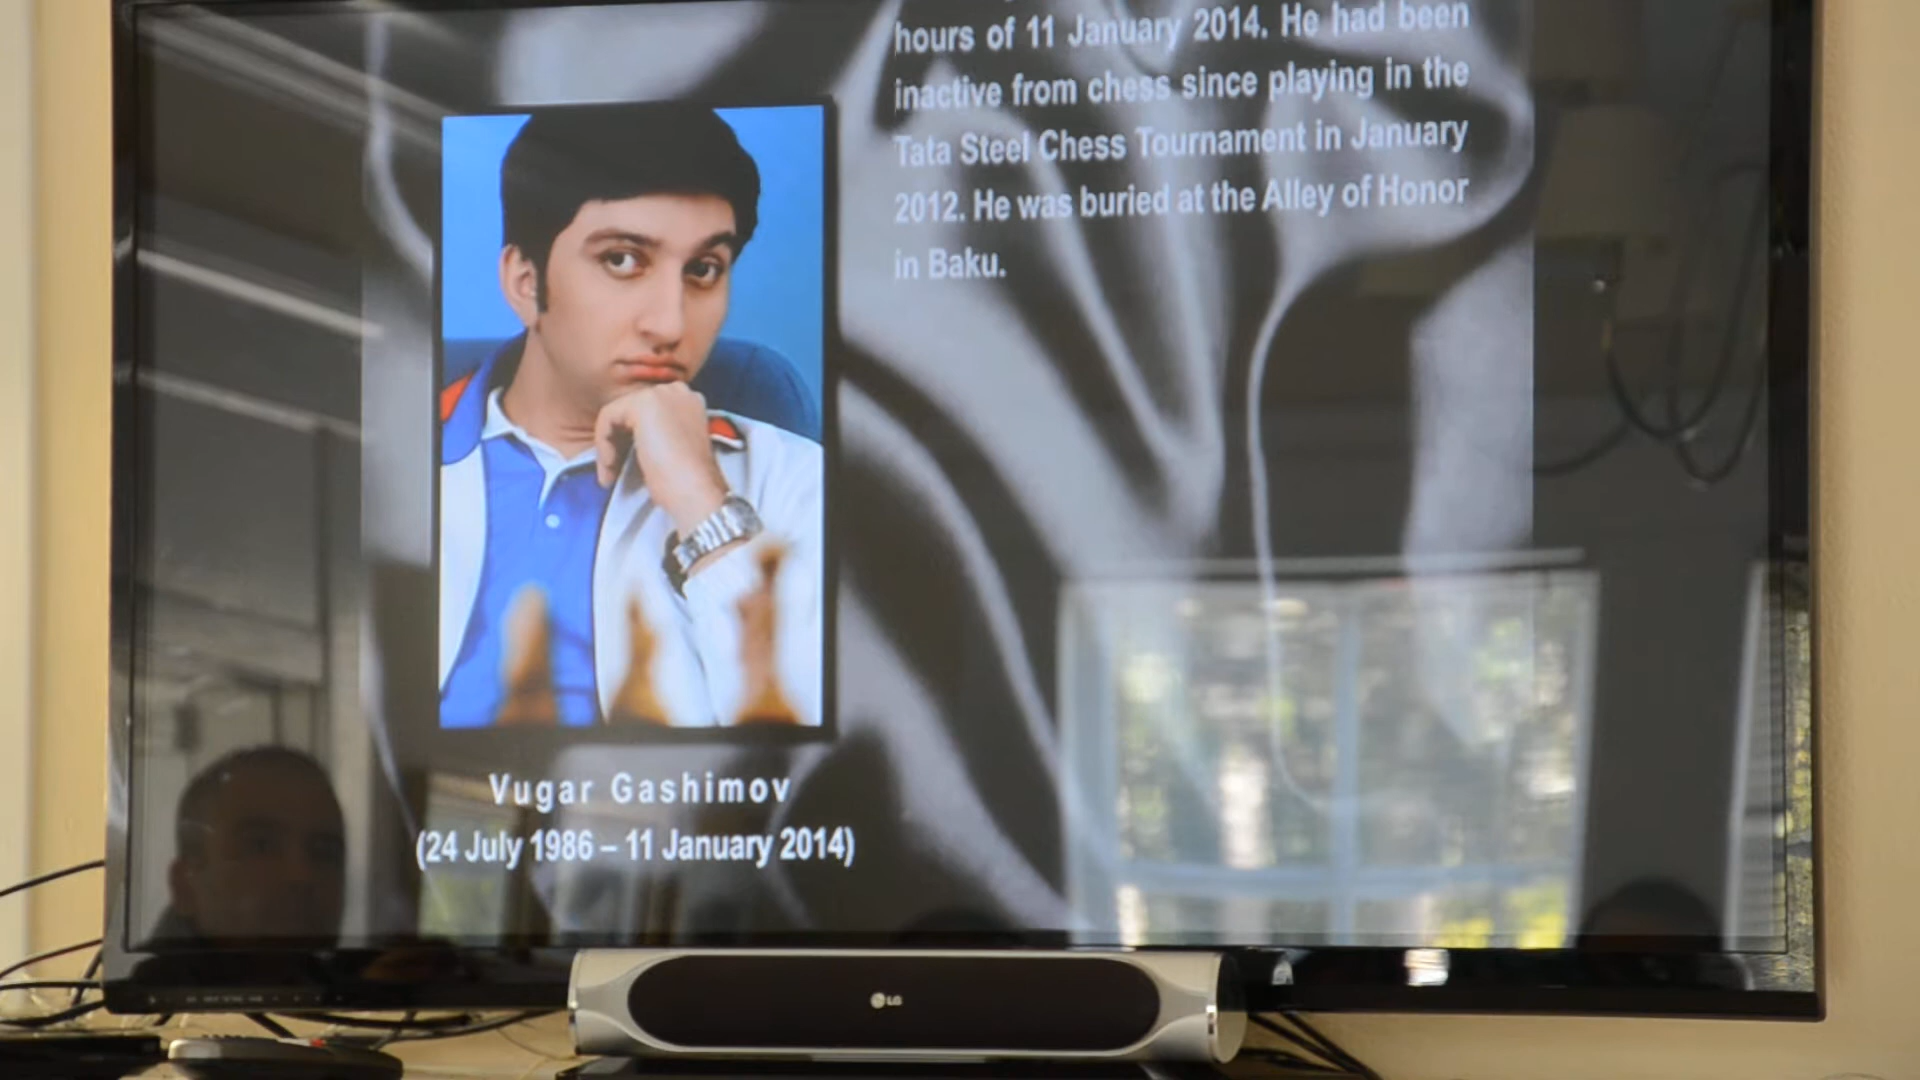 hours of 11 January 2014. He had been
inactive from chess since playing in the
Tata Steel Chess Tournament in January
2012. He was buried at the Alley of Honor
in Baku.
Vugar Gashimov
(24 July 1986 – 11 January 2014)
LG